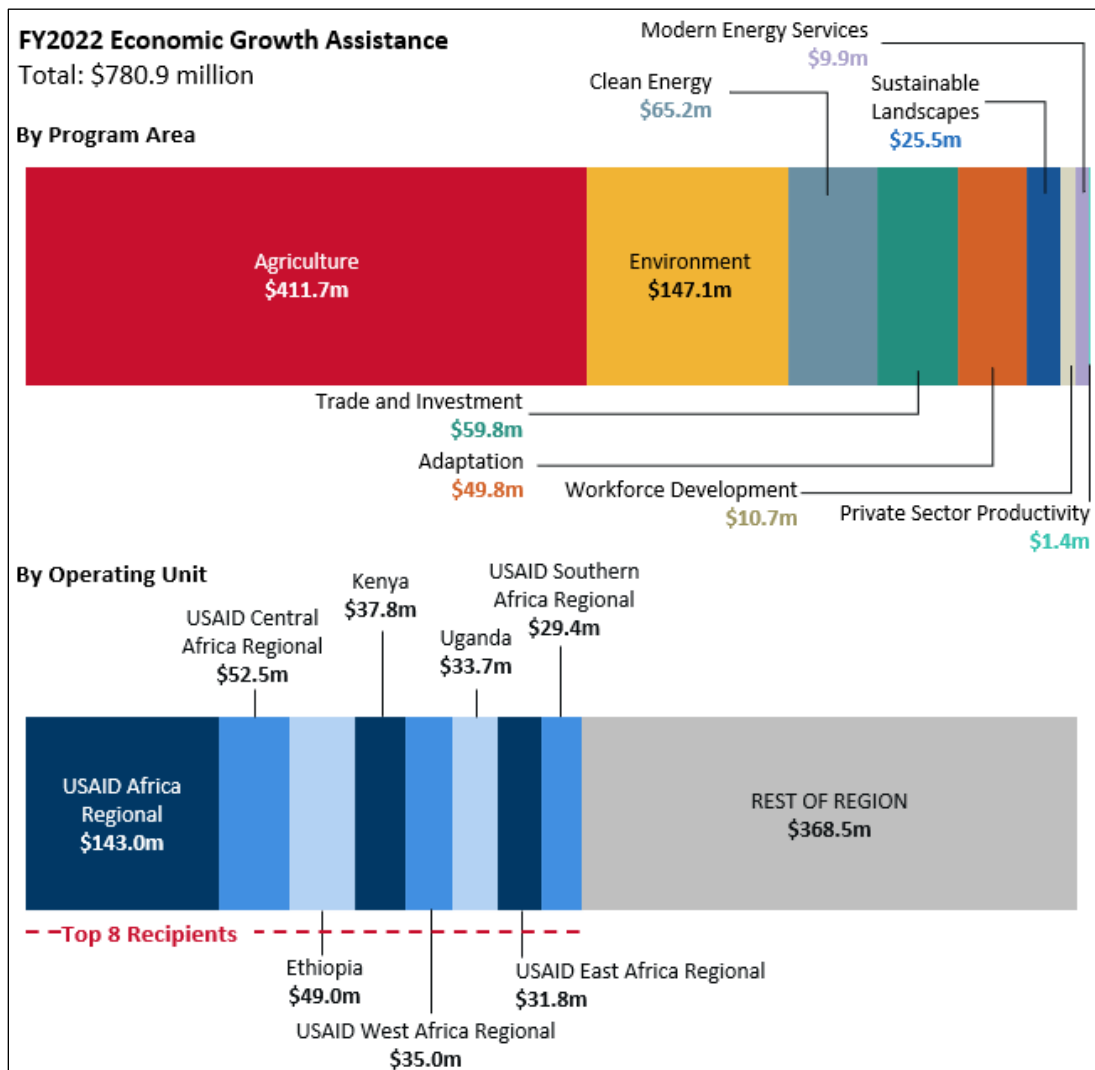 FY2022 Economic Growth Assistance
Total: $780.9 million
By Program Area
Modern Energy Services
$9.9m
Clean Energy
$65.2m
Sustainable
Landscapes
$25.5m
Agriculture
$411.7m
Environment
$147.1m
Trade and Investment
$59.8m
Adaptation
$49.8m
Workforce Development
$10.7m
Private Sector Productivity
$1.4m
By Operating Unit
USAID Central
Africa Regional
$52.5m
Kenya
$37.8m
Uganda
$33.7m
USAID Southern
Africa Regional
$29.4m
USAID Africa
Regional
$143.0m
REST OF REGION
$368.5m
Top 8 Recipients
Ethiopia
$49.0m
USAID West Africa Regional
$35.0m
USAID East Africa Regional
$31.8m